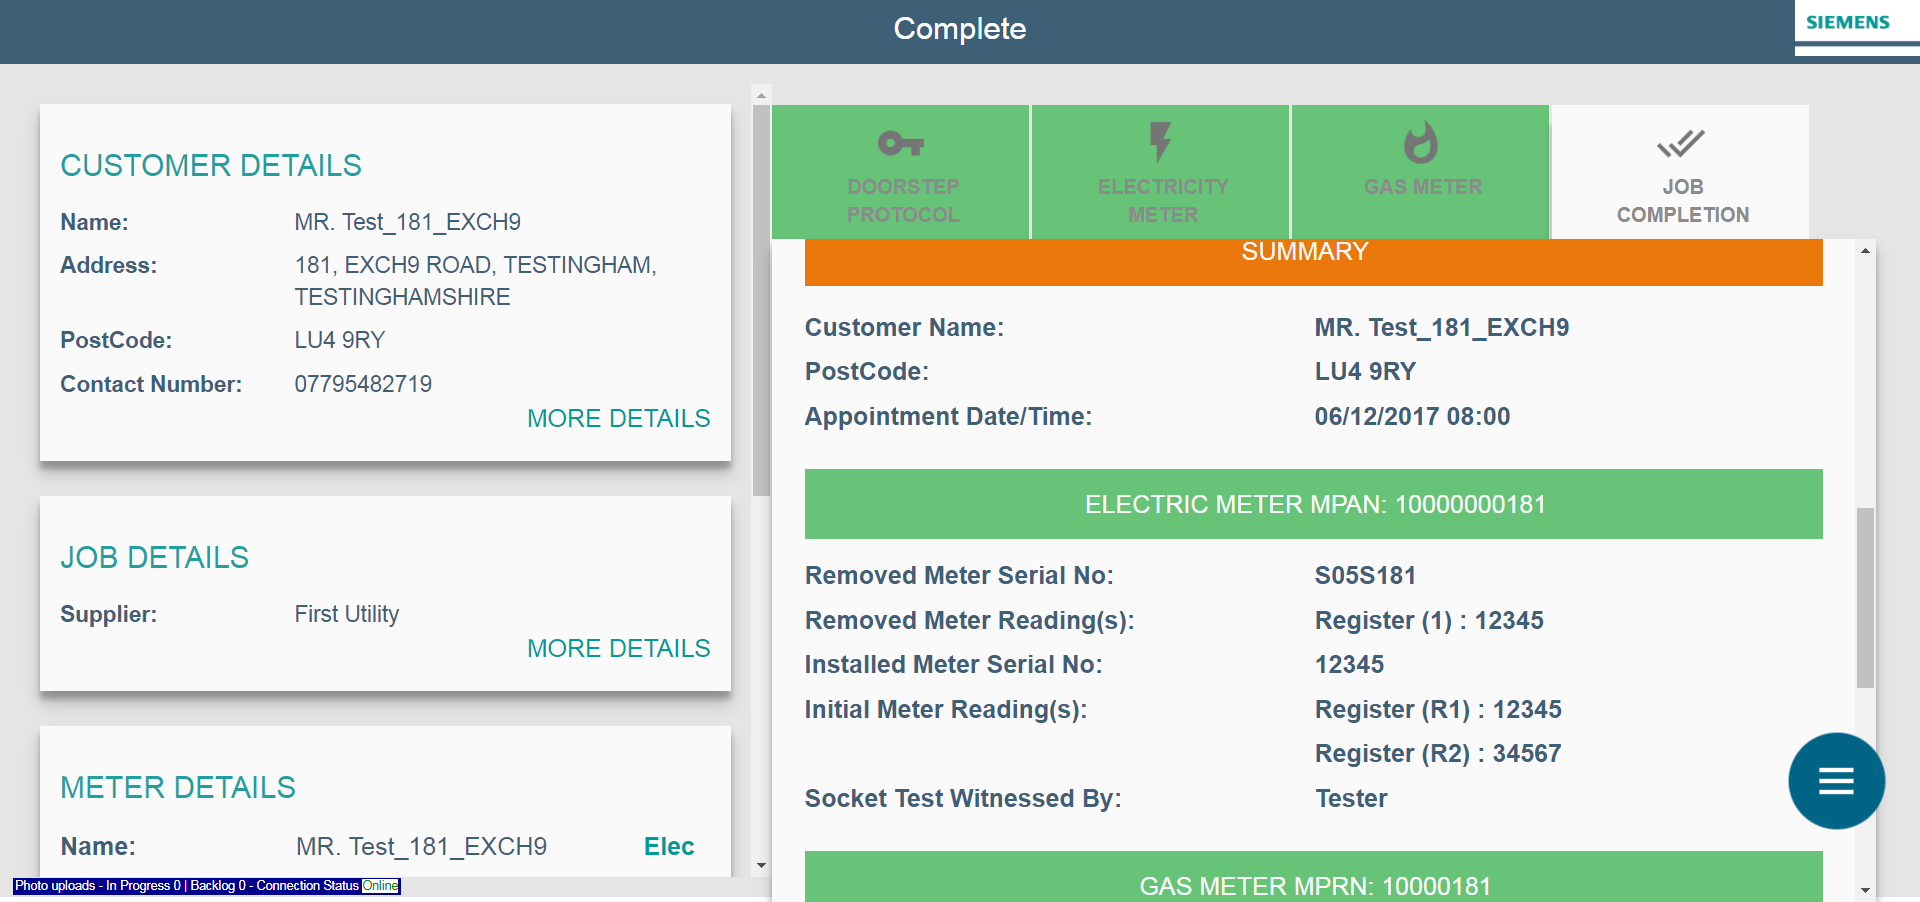 Complete
SIEMENS
CUSTOMER DETAILS
Name: MR. Test_181_EXCH9
Address: 181, EXCH9 ROAD, TESTINGHAM,
TESTINGHAMSHIRE
PostCode: LU4 9RY
Contact Number: 07795482719
MORE DETAILS
JOB DETAILS
Supplier: First Utility
MORE DETAILS
METER DETAILS
Name: MR. Test_181_EXCH9 Elec
Photo uploads - In Progress 0 | Backlog 0 - Connection Status Online
DOORSTEP
PROTOCOL
ELECTRICITY
METER
GAS METER
JOB
COMPLETION
SUMMARY
Customer Name: MR. Test_181_EXCH9
PostCode: LU4 9RY
Appointment Date/Time: 06/12/2017 08:00
ELECTRIC METER MPAN: 10000000181
Removed Meter Serial No: S05S181
Removed Meter Reading(s): Register (1) : 12345
Installed Meter Serial No: 12345
Initial Meter Reading(s): Register (R1) : 12345
Register (R2) : 34567
Socket Test Witnessed By: Tester
GAS METER MPRN: 10000181